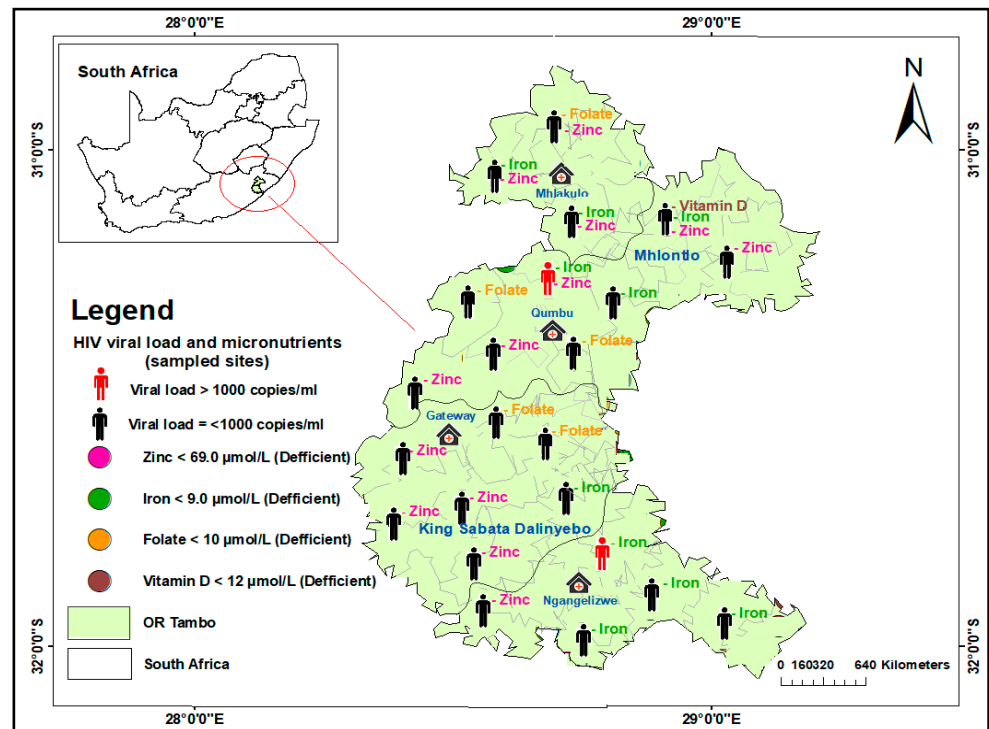 28°0'0"E
29°0'0"E
South Africa
N
31°0'0"S
31°0'0"S
- Folate
- Zinc
- Iron
- Zinc
Mhlakulo
- Iron
- Zinc
- Vitamin D
- Iron
- Zinc
Mhlontlo
- Zinc
- Iron
- Zinc
- Folate
- Iron
Qumbu
- Folate
- Zinc
- Zinc
Gateway
- Folate
- Folate
Zinc
- Zinc
- Iron
- Zinc
King Sabata Dalinyebo
- Iron
- Zinc
Ngangelizwe
- Iron
- Zinc
- Iron
- Iron
Legend
HIV viral load and micronutrients
(sampled sites)
Viral load > 1000 copies/ml
Viral load = <1000 copies/ml
Zinc < 69.0 µmol/L (Defficient)
Iron < 9.0 µmol/L (Defficient)
Folate < 10 µmol/L (Defficient)
Vitamin D < 12 µmol/L (Defficient)
OR Tambo
South Africa
32°0'0"S
32°0'0"S
0 160320 640 Kilometers
28°0'0"E
29°0'0"E